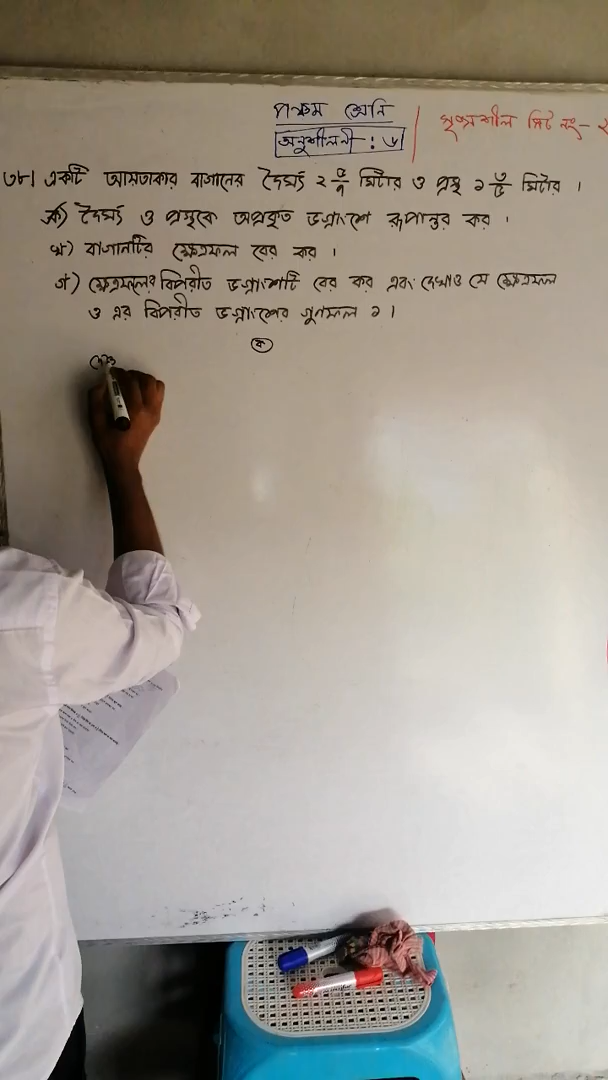 পঞ্চম শ্রেনি
অনুশীলনী : ৬
সৃজনশীল সিট নং - ২
৩৮। একটি আয়তাকার বাগানের দৈর্ঘ্য ২ ৫/৭ মিটার ও প্রস্থ ১ ৩/৮ মিটার ।
ক) দৈর্ঘ্য ও প্রস্থকে অপ্রকৃত ভগ্নাংশে রূপান্তর কর ।
খ) বাগানটির ক্ষেত্রফল বের কর ।
গ) ক্ষেত্রফলের বিপরীত ভগ্নাংশটি বের কর এবং দেখাও যে ক্ষেত্রফল
ও এর বিপরীত ভগ্নাংশের গুণফল ১ ।
ক